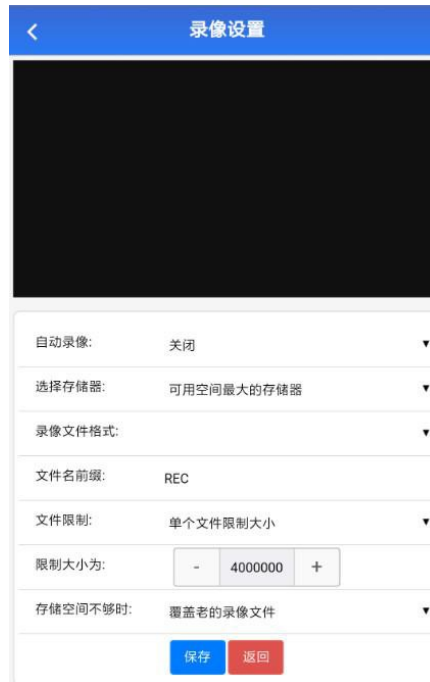 录像设置
自动录像: 关闭
选择存储器: 可用空间最大的存储器
录像文件格式:
文件名前缀: REC
文件限制: 单个文件限制大小
限制大小为: - 4000000 +
存储空间不够时: 覆盖老的录像文件
保存 返回